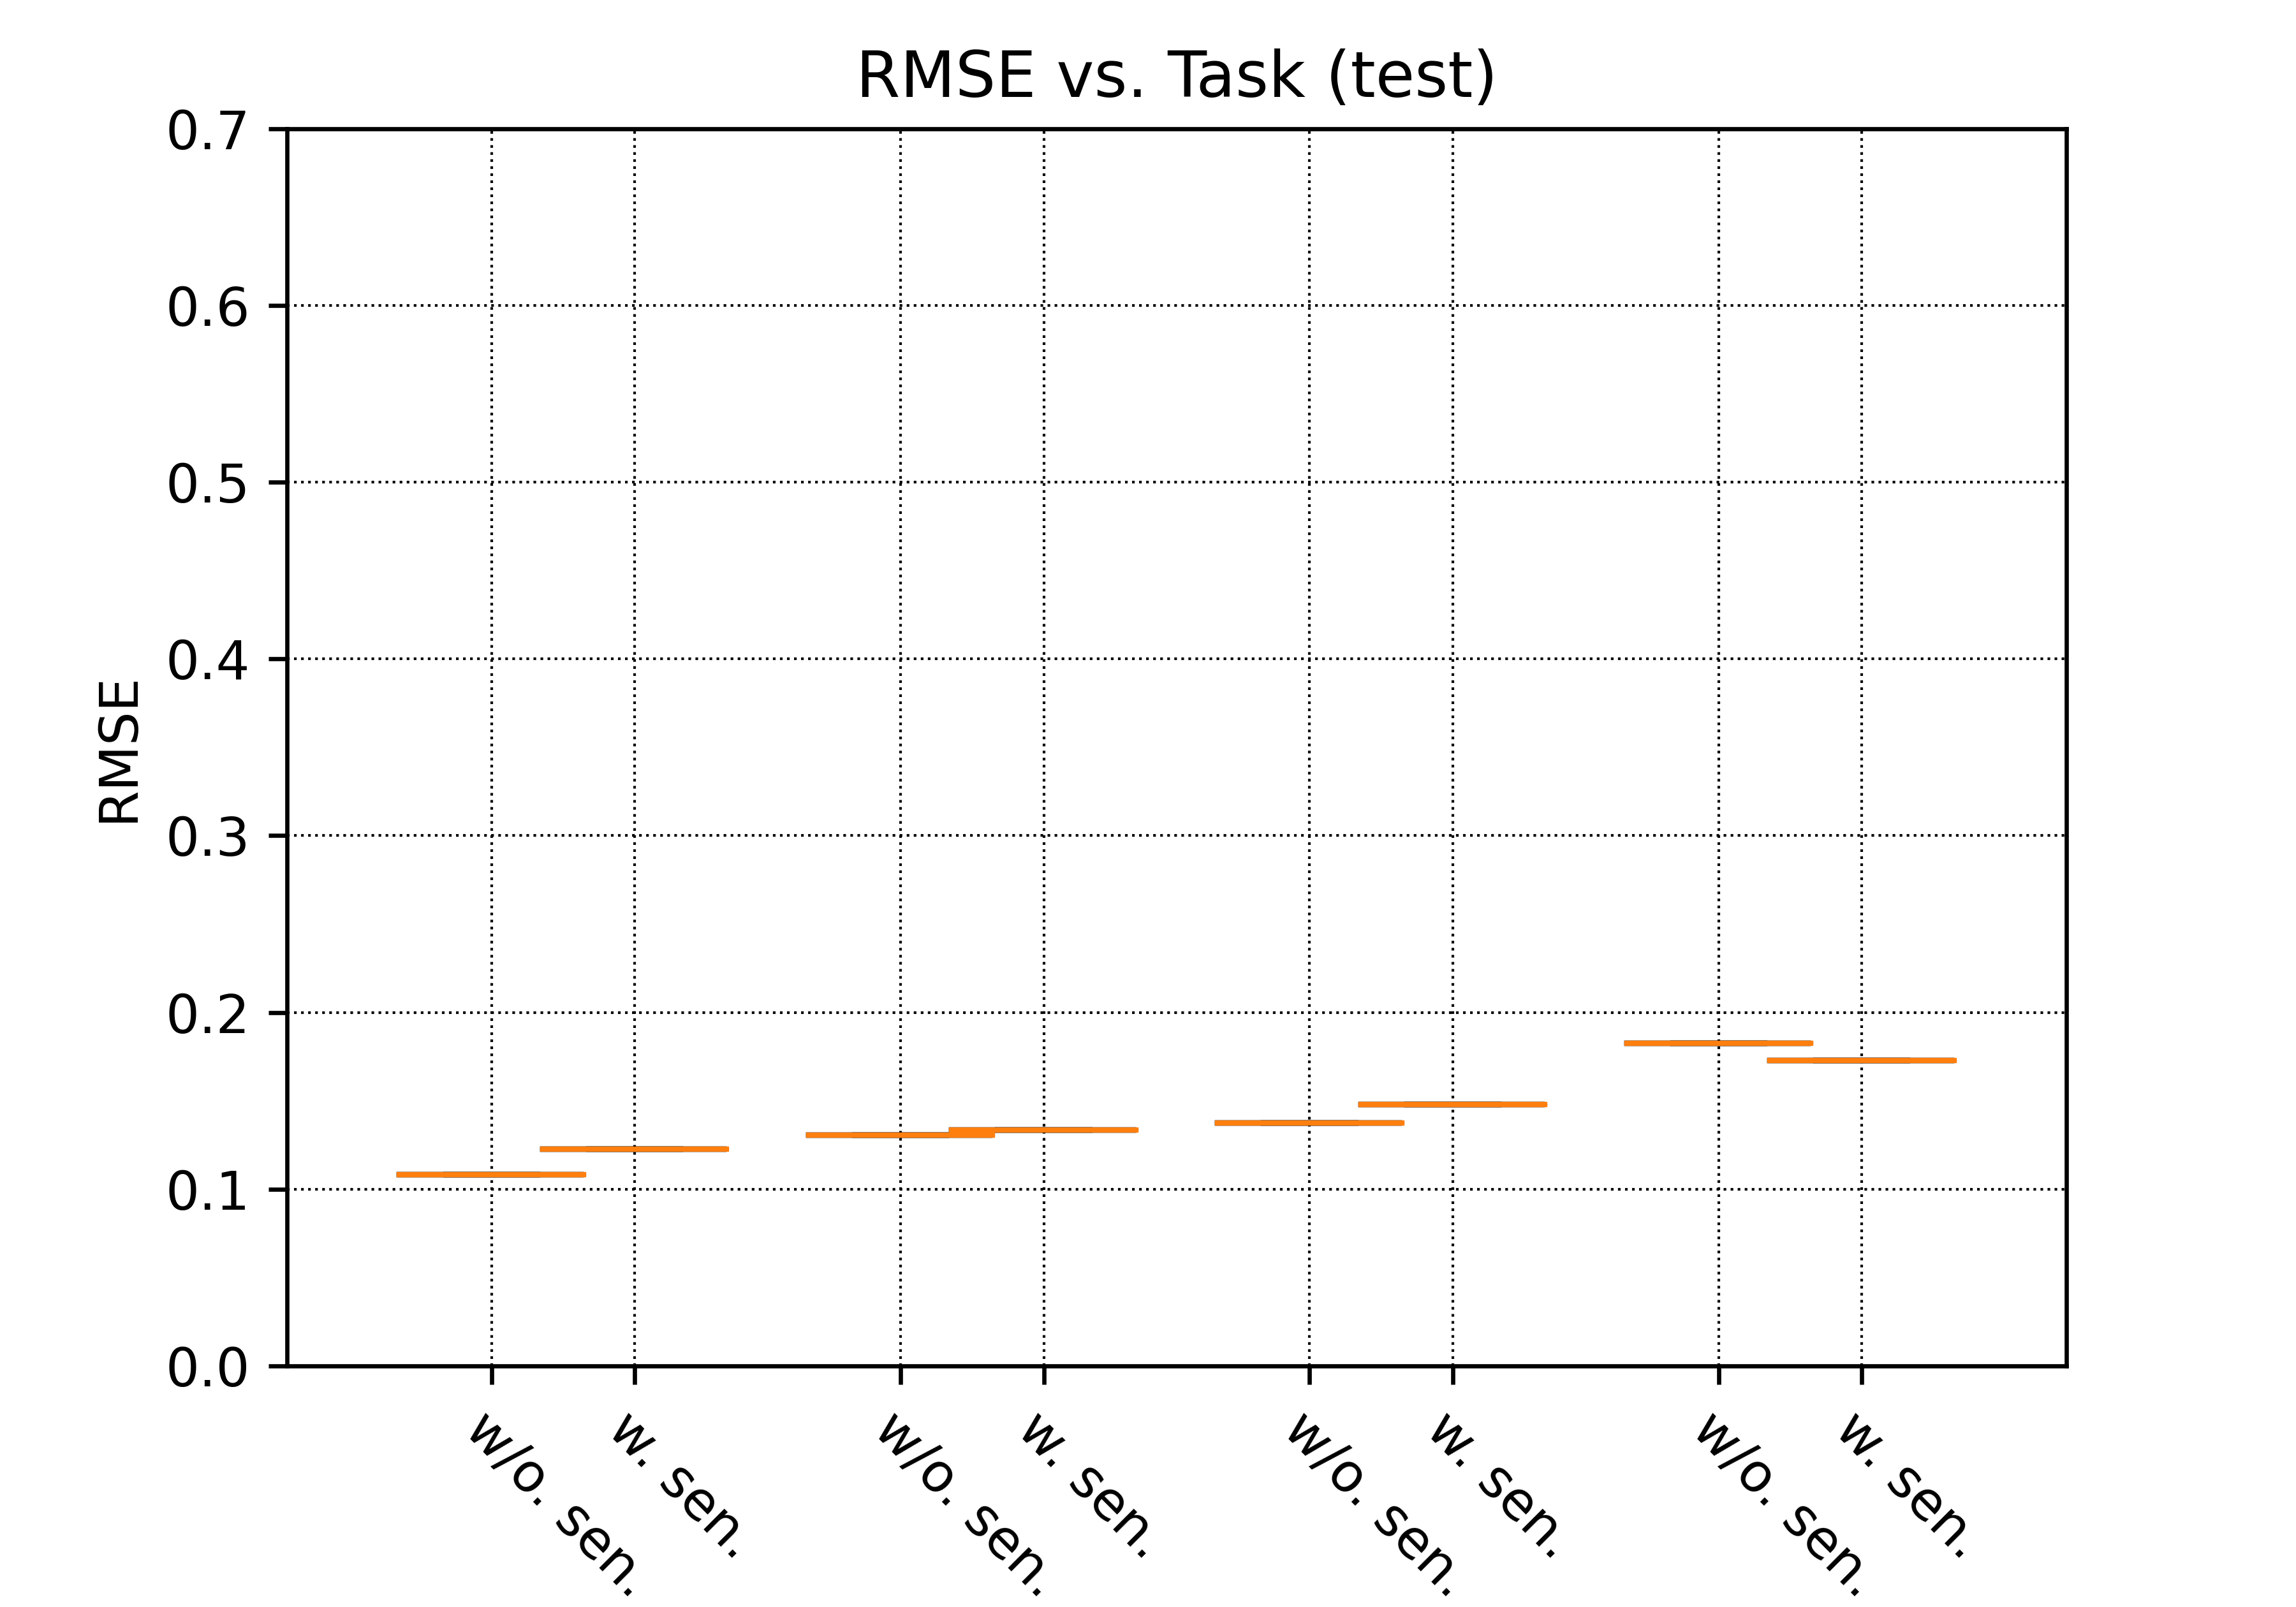 RMSE vs. Task (test)
0.7
0.6
0.5
0.4
0.3
0.2
0.1
0.0
RMSE
w/o. sen.
w. sen.
w/o. sen.
w. sen.
w/o. sen.
w. sen.
w/o. sen.
w. sen.